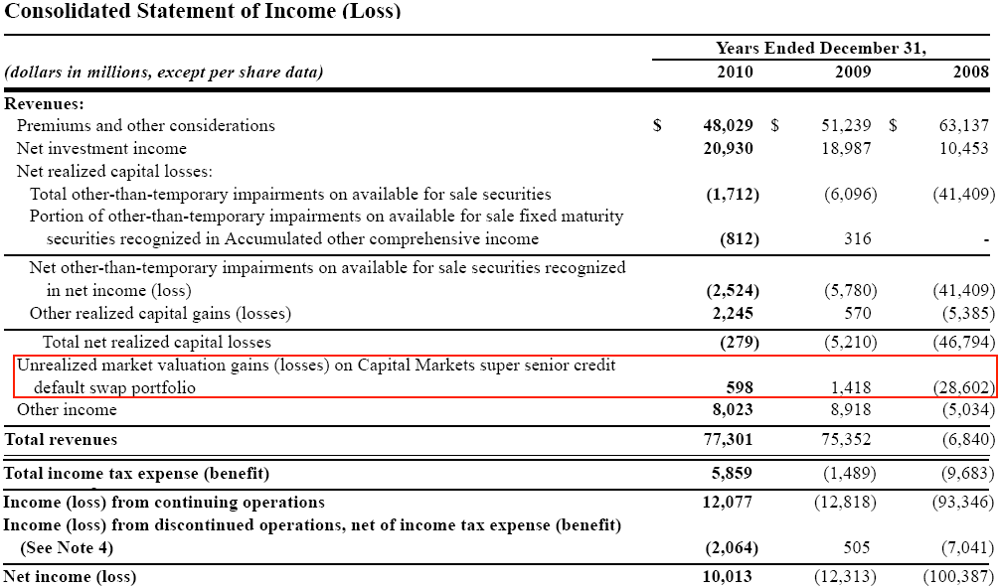 Consolidated Statement of Income (Loss)
Years Ended December 31,
(dollars in millions, except per share data) 2010 2009 2008
Revenues:
Premiums and other considerations $ 48,029 $ 51,239 $ 63,137
Net investment income 20,930 18,987 10,453
Net realized capital losses:
Total other-than-temporary impairments on available for sale securities (1,712) (6,096) (41,409)
Portion of other-than-temporary impairments on available for sale fixed maturity
securities recognized in Accumulated other comprehensive income (812) 316 -
Net other-than-temporary impairments on available for sale securities recognized
in net income (loss) (2,524) (5,780) (41,409)
Other realized capital gains (losses) 2,245 570 (5,385)
Total net realized capital losses (279) (5,210) (46,794)
Unrealized market valuation gains (losses) on Capital Markets super senior credit
default swap portfolio 598 1,418 (28,602)
Other income 8,023 8,918 (5,034)
Total revenues 77,301 75,352 (6,840)
Total income tax expense (benefit) 5,859 (1,489) (9,683)
Income (loss) from continuing operations 12,077 (12,818) (93,346)
Income (loss) from discontinued operations, net of income tax expense (benefit)
(See Note 4) (2,064) 505 (7,041)
Net income (loss) 10,013 (12,313) (100,387)